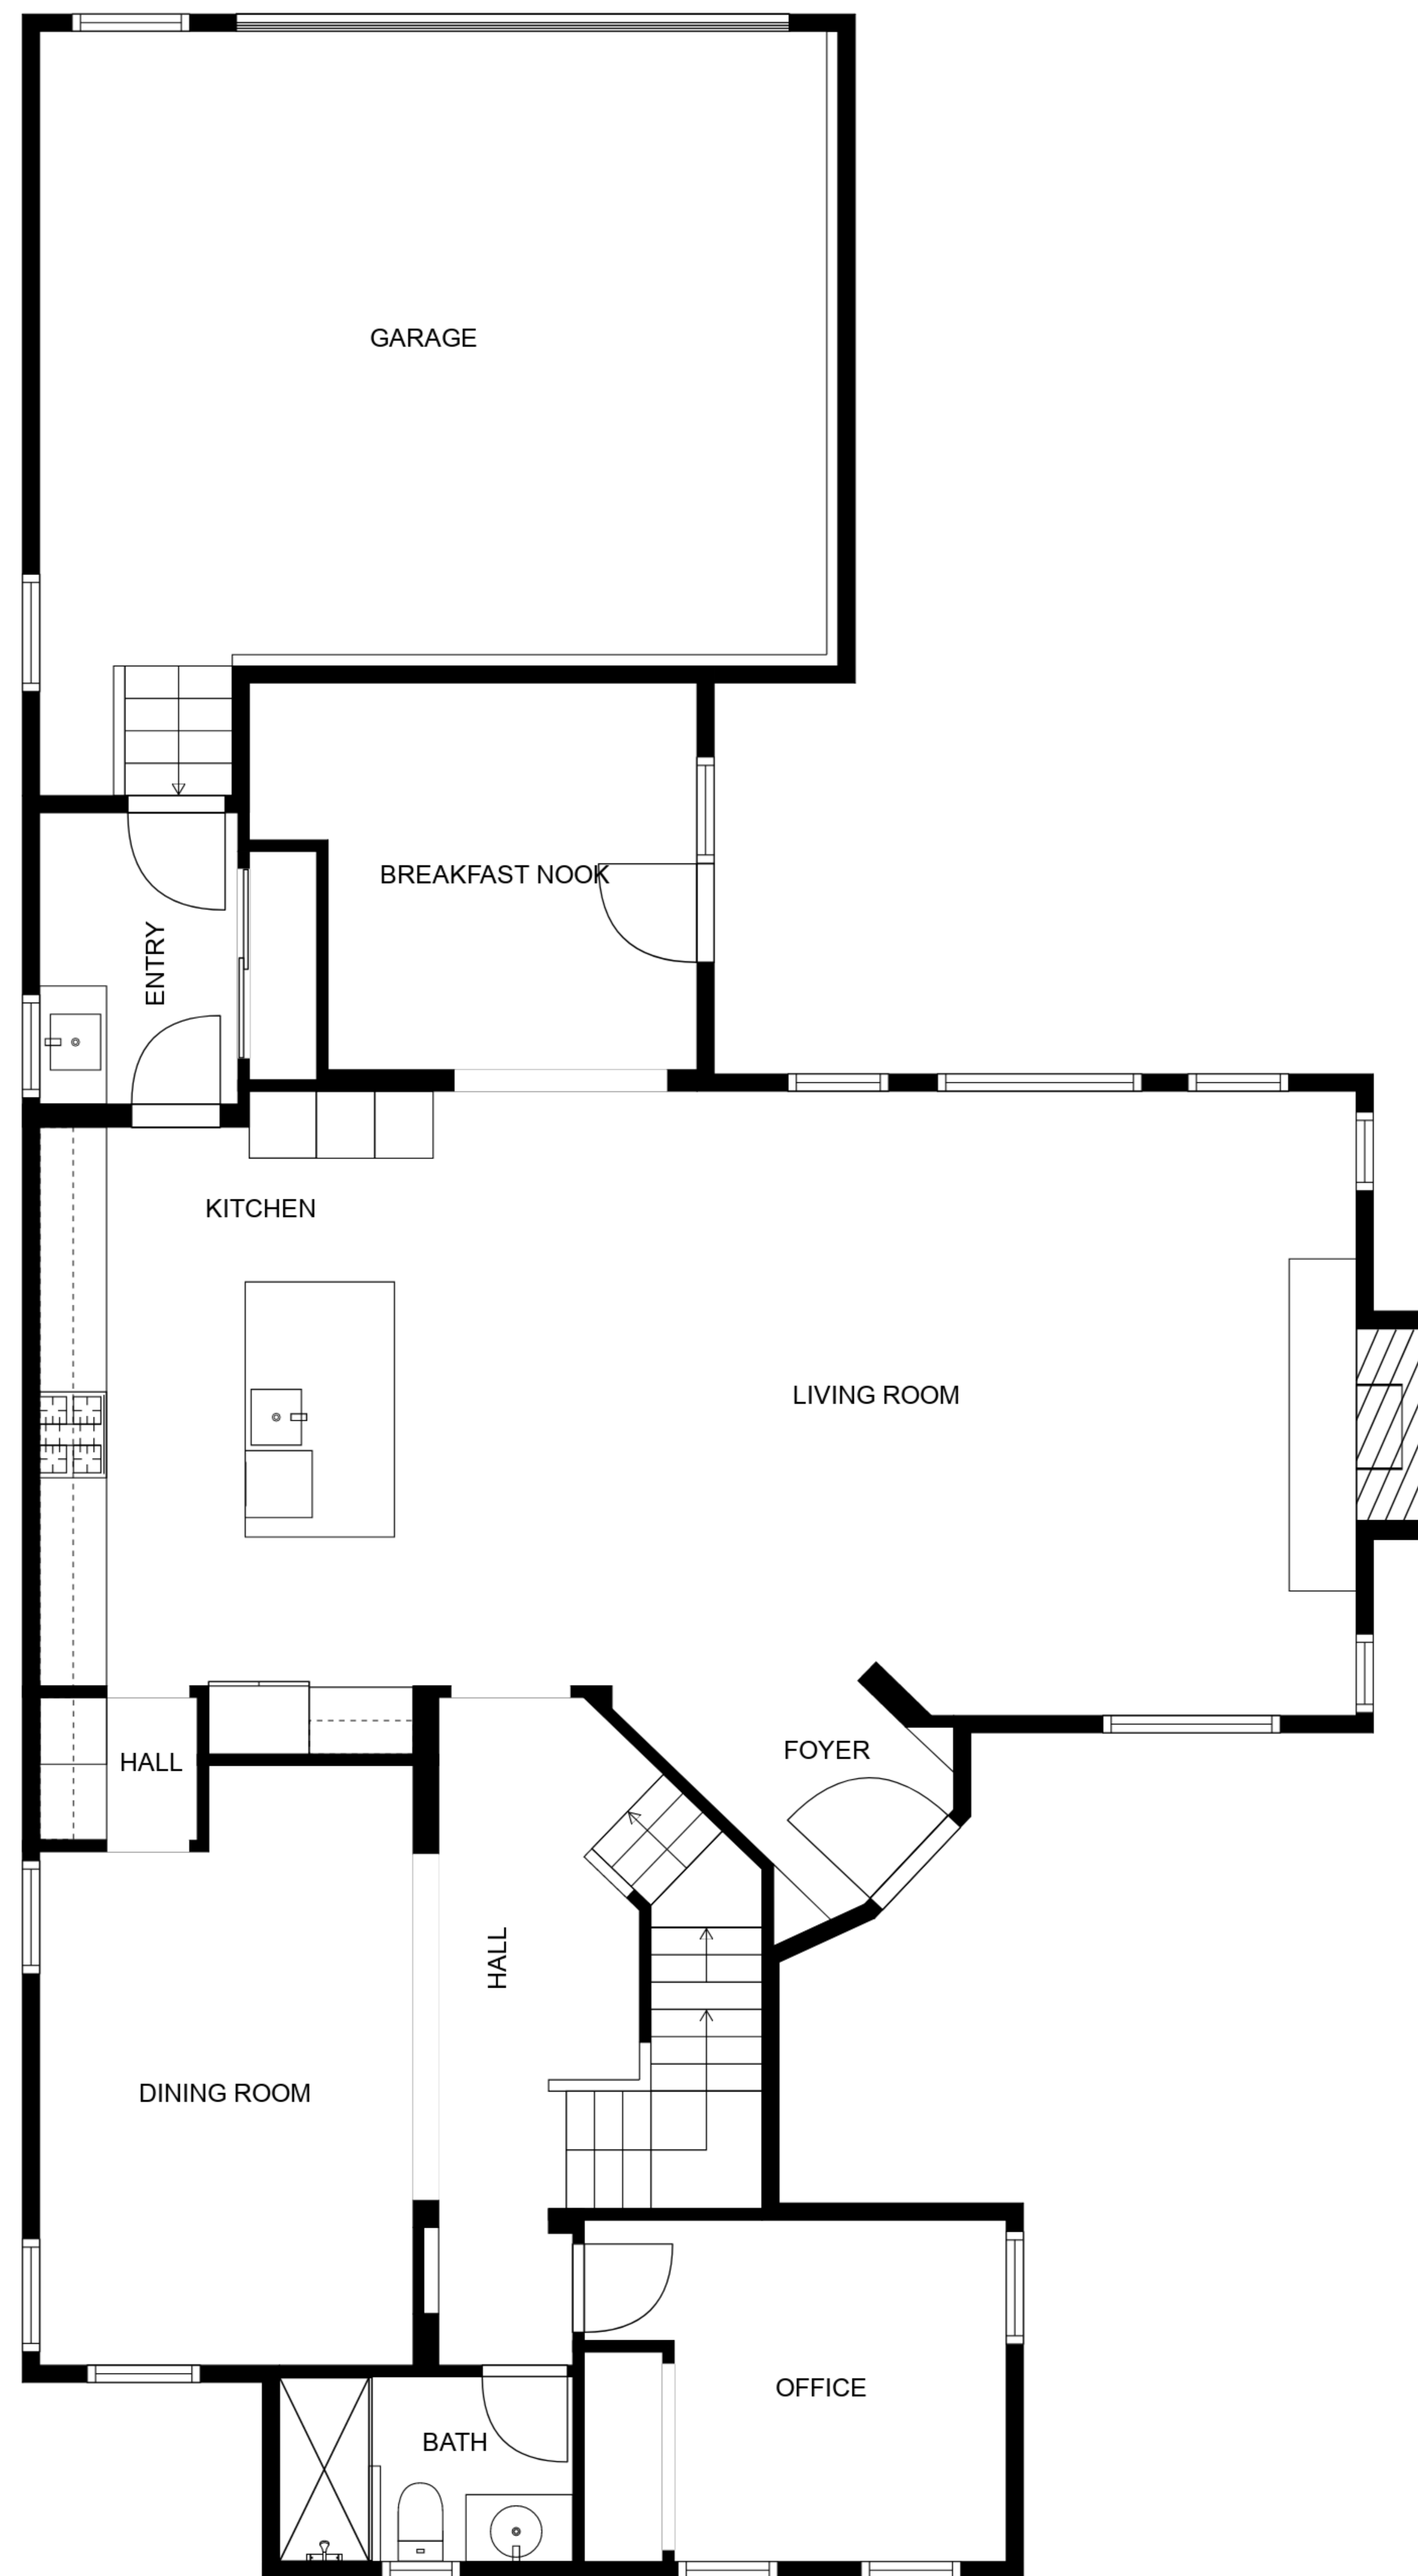 GARAGE
BREAKFAST NOOK
ENTRY
KITCHEN
LIVING ROOM
FOYER
HALL
HALL
DINING ROOM
OFFICE
BATH